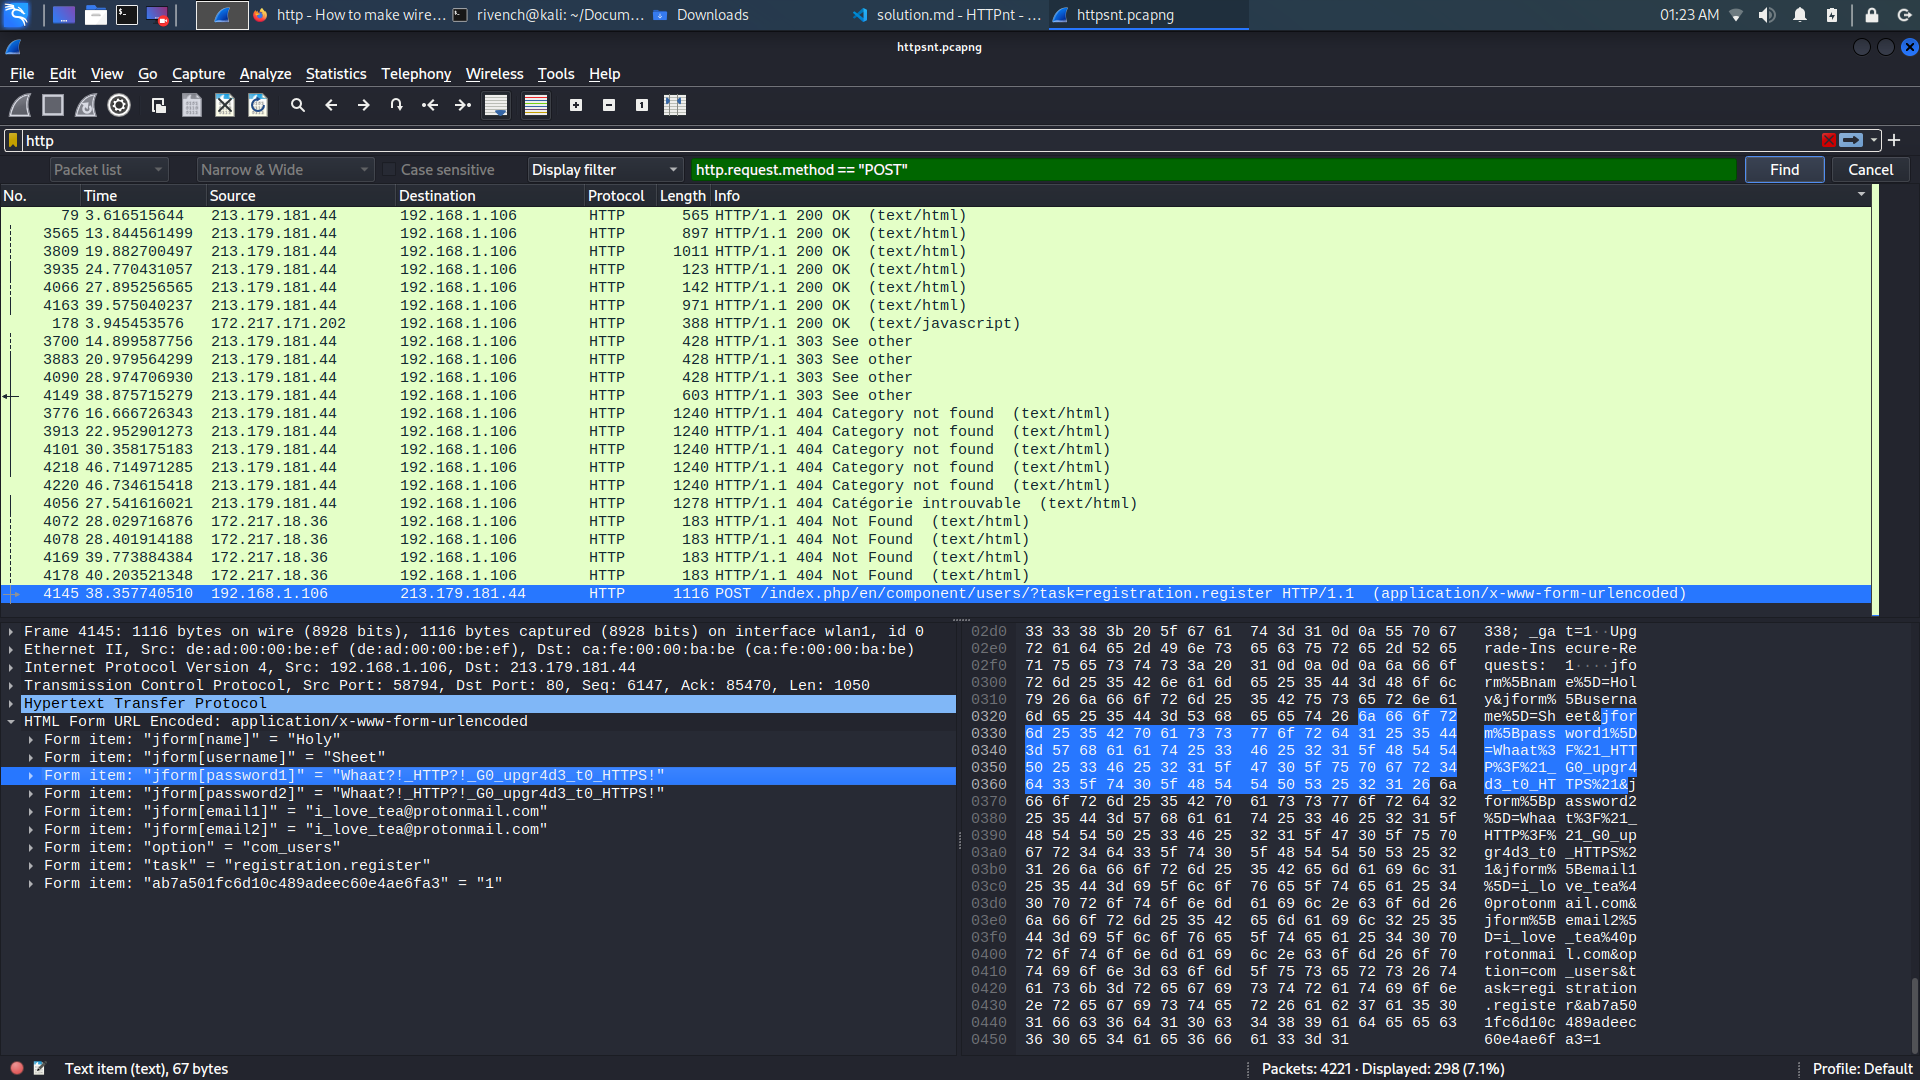 http - How to make wire...
rivench@kali: ~/Docum...
Downloads
solution.md - HTTPnt - ...
httpsnt.pcapng
01:23 AM
httpsnt.pcapng
File Edit View Go Capture Analyze Statistics Telephony Wireless Tools Help
http
Packet list Narrow & Wide Case sensitive Display filter http.request.method == "POST" Find Cancel
No. Time Source Destination Protocol Length Info
79 3.616515644 213.179.181.44 192.168.1.106 HTTP 565 HTTP/1.1 200 OK (text/html)
3565 13.844561499 213.179.181.44 192.168.1.106 HTTP 897 HTTP/1.1 200 OK (text/html)
3809 19.882700497 213.179.181.44 192.168.1.106 HTTP 1011 HTTP/1.1 200 OK (text/html)
3935 24.770431057 213.179.181.44 192.168.1.106 HTTP 123 HTTP/1.1 200 OK (text/html)
4066 27.895256565 213.179.181.44 192.168.1.106 HTTP 142 HTTP/1.1 200 OK (text/html)
4163 39.575040237 213.179.181.44 192.168.1.106 HTTP 971 HTTP/1.1 200 OK (text/html)
178 3.945453576 172.217.171.202 192.168.1.106 HTTP 388 HTTP/1.1 200 OK (text/javascript)
3700 14.899587756 213.179.181.44 192.168.1.106 HTTP 428 HTTP/1.1 303 See other
3883 20.979564299 213.179.181.44 192.168.1.106 HTTP 428 HTTP/1.1 303 See other
4090 28.974706930 213.179.181.44 192.168.1.106 HTTP 428 HTTP/1.1 303 See other
4149 38.875715279 213.179.181.44 192.168.1.106 HTTP 603 HTTP/1.1 303 See other
3776 16.666726343 213.179.181.44 192.168.1.106 HTTP 1240 HTTP/1.1 404 Category not found (text/html)
3913 22.952901273 213.179.181.44 192.168.1.106 HTTP 1240 HTTP/1.1 404 Category not found (text/html)
4101 30.358175183 213.179.181.44 192.168.1.106 HTTP 1240 HTTP/1.1 404 Category not found (text/html)
4218 46.714971285 213.179.181.44 192.168.1.106 HTTP 1240 HTTP/1.1 404 Category not found (text/html)
4220 46.734615418 213.179.181.44 192.168.1.106 HTTP 1240 HTTP/1.1 404 Category not found (text/html)
4056 27.541616021 213.179.181.44 192.168.1.106 HTTP 1278 HTTP/1.1 404 Catégorie introuvable (text/html)
4072 28.029716876 172.217.18.36 192.168.1.106 HTTP 183 HTTP/1.1 404 Not Found (text/html)
4078 28.401914188 172.217.18.36 192.168.1.106 HTTP 183 HTTP/1.1 404 Not Found (text/html)
4169 39.773884384 172.217.18.36 192.168.1.106 HTTP 183 HTTP/1.1 404 Not Found (text/html)
4178 40.203521348 172.217.18.36 192.168.1.106 HTTP 183 HTTP/1.1 404 Not Found (text/html)
4145 38.357740510 192.168.1.106 213.179.181.44 HTTP 1116 POST /index.php/en/component/users/?task=registration.register HTTP/1.1 (application/x-www-form-urlencoded)
Frame 4145: 1116 bytes on wire (8928 bits), 1116 bytes captured (8928 bits) on interface wlan1, id 0
Ethernet II, Src: de:ad:00:00:be:ef (de:ad:00:00:be:ef), Dst: ca:fe:00:00:ba:be (ca:fe:00:00:ba:be)
Internet Protocol Version 4, Src: 192.168.1.106, Dst: 213.179.181.44
Transmission Control Protocol, Src Port: 58794, Dst Port: 80, Seq: 6147, Ack: 85470, Len: 1050
Hypertext Transfer Protocol
HTML Form URL Encoded: application/x-www-form-urlencoded
Form item: "jform[name]" = "Holy"
Form item: "jform[username]" = "Sheet"
Form item: "jform[password1]" = "Whaat?!_HTTP?!_G0_upgr4d3_t0_HTTPS!"
Form item: "jform[password2]" = "Whaat?!_HTTP?!_G0_upgr4d3_t0_HTTPS!"
Form item: "jform[email1]" = "i_love_tea@protonmail.com"
Form item: "jform[email2]" = "i_love_tea@protonmail.com"
Form item: "option" = "com_users"
Form item: "task" = "registration.register"
Form item: "ab7a501fc6d10c489adeec60e4ae6fa3" = "1"
02d0 33 33 38 3b 20 5f 67 61 74 3d 31 0d 0a 55 70 67 338; _ga t=1··Upg
02e0 72 61 64 65 2d 49 6e 73 65 63 75 72 65 2d 52 65 rade-Ins ecure-Re
02f0 71 75 65 73 74 73 3a 20 31 0d 0a 0d 0a 6a 66 6f quests: 1····jfo
0300 72 6d 25 35 42 6e 61 6d 65 25 35 44 3d 48 6f 6c rm%5Bnam e%5D=Hol
0310 79 26 6a 66 6f 72 6d 25 35 42 75 73 65 72 6e 61 y&jform% 5Buserna
0320 6d 65 25 35 44 3d 53 68 65 65 74 26 6a 66 6f 72 me%5D=Sh eet&jfor
0330 6d 25 35 42 70 61 73 73 77 6f 72 64 31 25 35 44 m%5Bpass word1%5D
0340 3d 57 68 61 61 74 25 33 46 25 32 31 5f 48 54 54 =Whaat%3 F%21_HTT
0350 50 25 33 46 25 32 31 5f 47 30 5f 75 70 67 72 34 P%3F%21_ G0_upgr4
0360 64 33 5f 74 30 5f 48 54 54 50 53 25 32 31 26 6a d3_t0_HT TPS%21&j
0370 66 6f 72 6d 25 35 42 70 61 73 73 77 6f 72 64 32 form%5Bp assword2
0380 25 35 44 3d 57 68 61 61 74 25 33 46 25 32 31 5f %5D=Whaa t%3F%21_
0390 48 54 54 50 25 33 46 25 32 31 5f 47 30 5f 75 70 HTTP%3F% 21_G0_up
03a0 67 72 34 64 33 5f 74 30 5f 48 54 54 50 53 25 32 gr4d3_t0 _HTTPS%2
03b0 31 26 6a 66 6f 72 6d 25 35 42 65 6d 61 69 6c 31 1&jform% 5Bemail1
03c0 25 35 44 3d 69 5f 6c 6f 76 65 5f 74 65 61 25 34 %5D=i_lo ve_tea%4
03d0 30 70 72 6f 74 6f 6e 6d 61 69 6c 2e 63 6f 6d 26 0protonm ail.com&
03e0 6a 66 6f 72 6d 25 35 42 65 6d 61 69 6c 32 25 35 jform%5B email2%5
03f0 44 3d 69 5f 6c 6f 76 65 5f 74 65 61 25 34 30 70 D=i_love _tea%40p
0400 72 6f 74 6f 6e 6d 61 69 6c 2e 63 6f 6d 26 6f 70 rotonmai l.com&op
0410 74 69 6f 6e 3d 63 6f 6d 5f 75 73 65 72 73 26 74 tion=com _users&t
0420 61 73 6b 3d 72 65 67 69 73 74 72 61 74 69 6f 6e ask=regi stration
0430 2e 72 65 67 69 73 74 65 72 26 61 62 37 61 35 30 .registe r&ab7a50
0440 31 66 63 36 64 31 30 63 34 38 39 61 64 65 65 63 1fc6d10c 489adeec
0450 36 30 65 34 61 65 36 66 61 33 3d 31 60e4ae6f a3=1
Text item (text), 67 bytes
Packets: 4221 · Displayed: 298 (7.1%)
Profile: Default